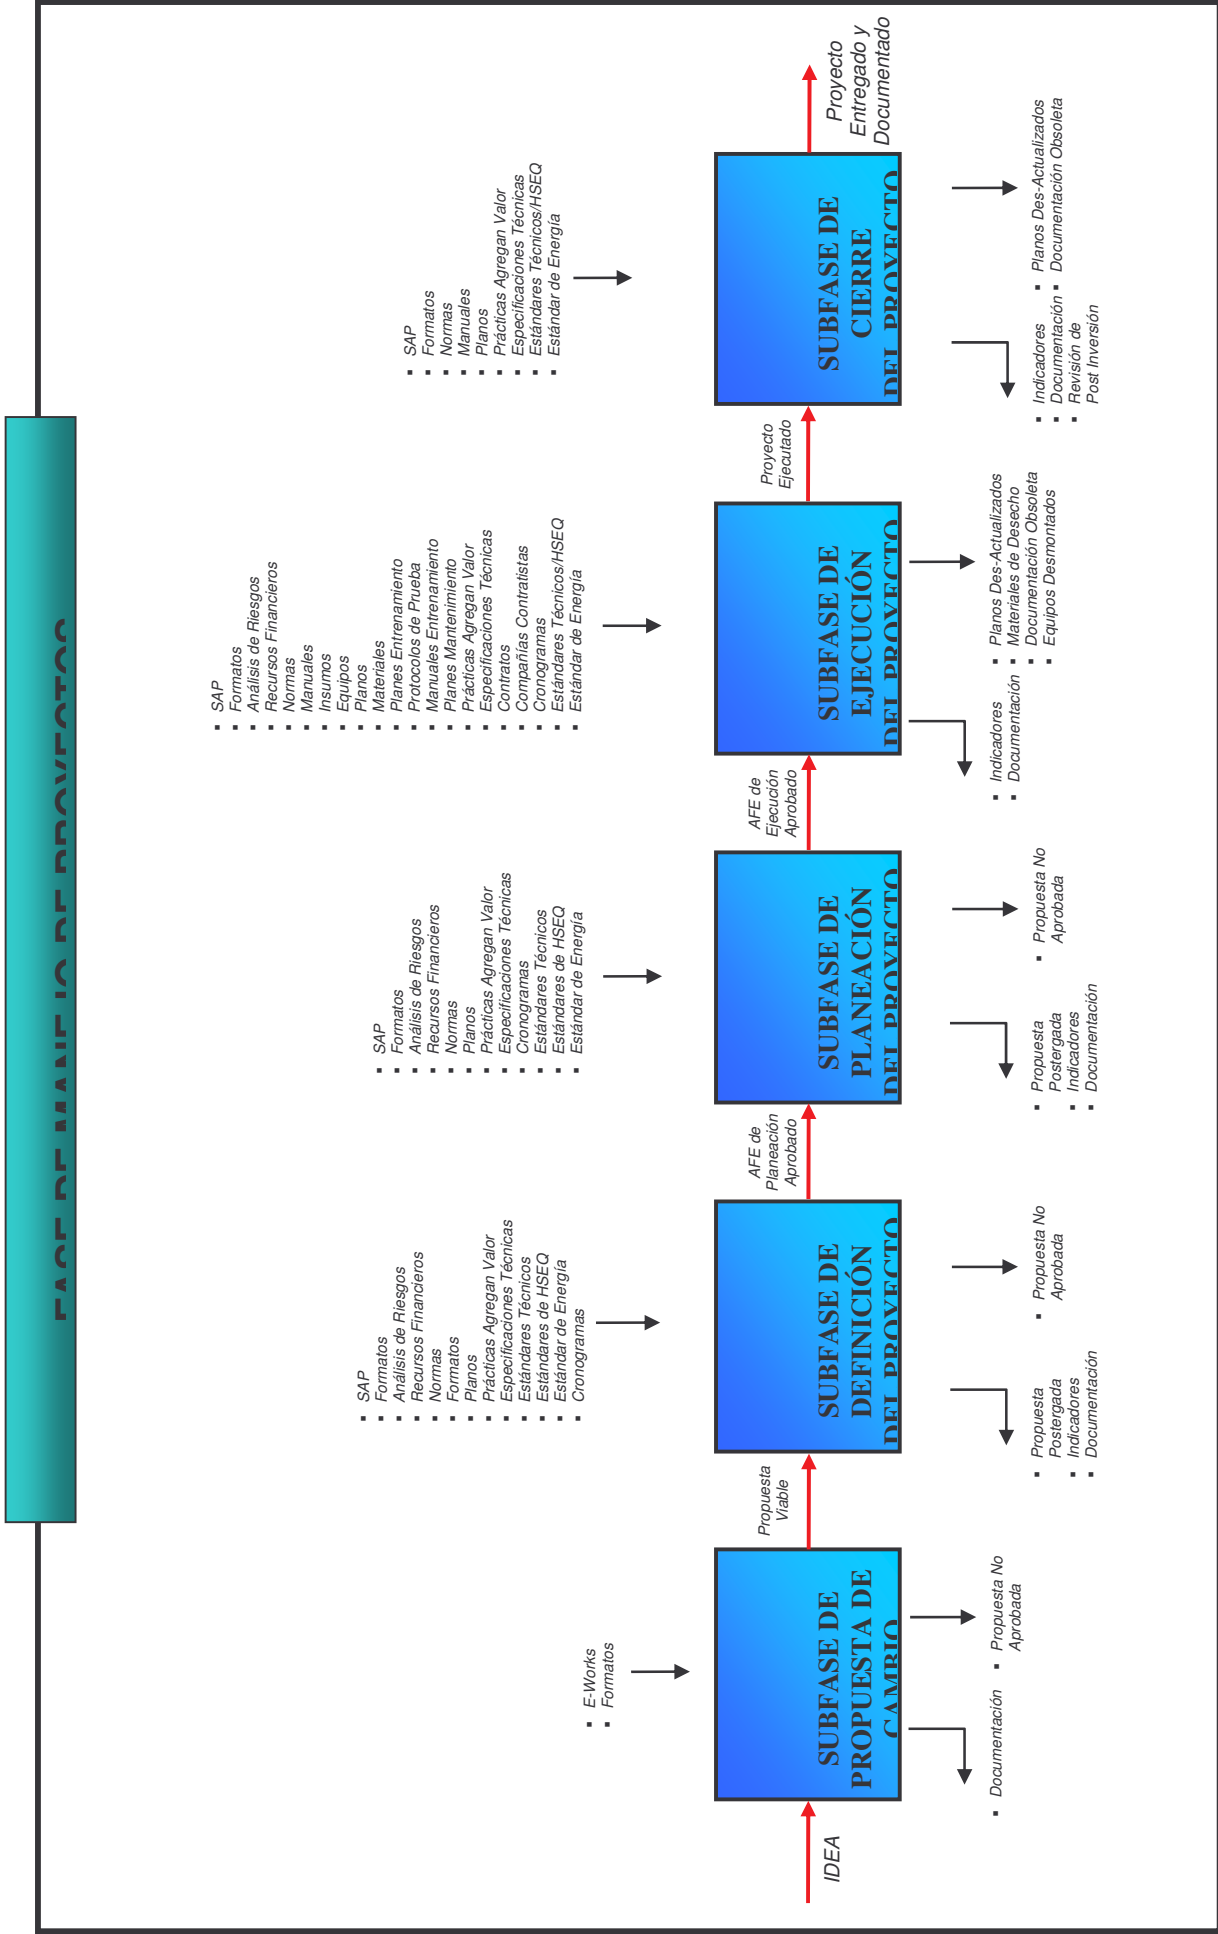 FASE DE MANEJO DE PROYECTOS
IDEA
E-Works
Formatos
SUBFASE DE
PROPUESTA DE
CAMBIO
Documentación
Propuesta No
Aprobada
Propuesta
Viable
SAP
Formatos
Análisis de Riesgos
Recursos Financieros
Normas
Formatos
Planos
Prácticas Agregan Valor
Especificaciones Técnicas
Estándares Técnicos
Estándares de HSEQ
Estándar de Energía
Cronogramas
SUBFASE DE
DEFINICIÓN
DEL PROYECTO
Propuesta
Postergada
Indicadores
Documentación
Propuesta No
Aprobada
AFE de
Planeación
Aprobado
SAP
Formatos
Análisis de Riesgos
Recursos Financieros
Normas
Planos
Prácticas Agregan Valor
Especificaciones Técnicas
Cronogramas
Estándares Técnicos
Estándares de HSEQ
Estándar de Energía
SUBFASE DE
PLANEACIÓN
DEL PROYECTO
Propuesta
Postergada
Indicadores
Documentación
Propuesta No
Aprobada
AFE de
Ejecución
Aprobado
SAP
Formatos
Análisis de Riesgos
Recursos Financieros
Normas
Manuales
Insumos
Equipos
Planos
Materiales
Planes Entrenamiento
Protocolos de Prueba
Manuales Entrenamiento
Planes Mantenimiento
Prácticas Agregan Valor
Especificaciones Técnicas
Contratos
Compañías Contratistas
Cronogramas
Estándares Técnicos/HSEQ
Estándar de Energía
SUBFASE DE
EJECUCIÓN
DEL PROYECTO
Indicadores
Documentación
Planos Des-Actualizados
Materiales de Desecho
Documentación Obsoleta
Equipos Desmontados
Proyecto
Ejecutado
SAP
Formatos
Normas
Manuales
Planos
Prácticas Agregan Valor
Especificaciones Técnicas
Estándares Técnicos/HSEQ
Estándar de Energía
SUBFASE DE
CIERRE
DEL PROYECTO
Indicadores
Documentación
Revisión de
Post Inversión
Planos Des-Actualizados
Documentación Obsoleta
Proyecto
Entregado y
Documentado